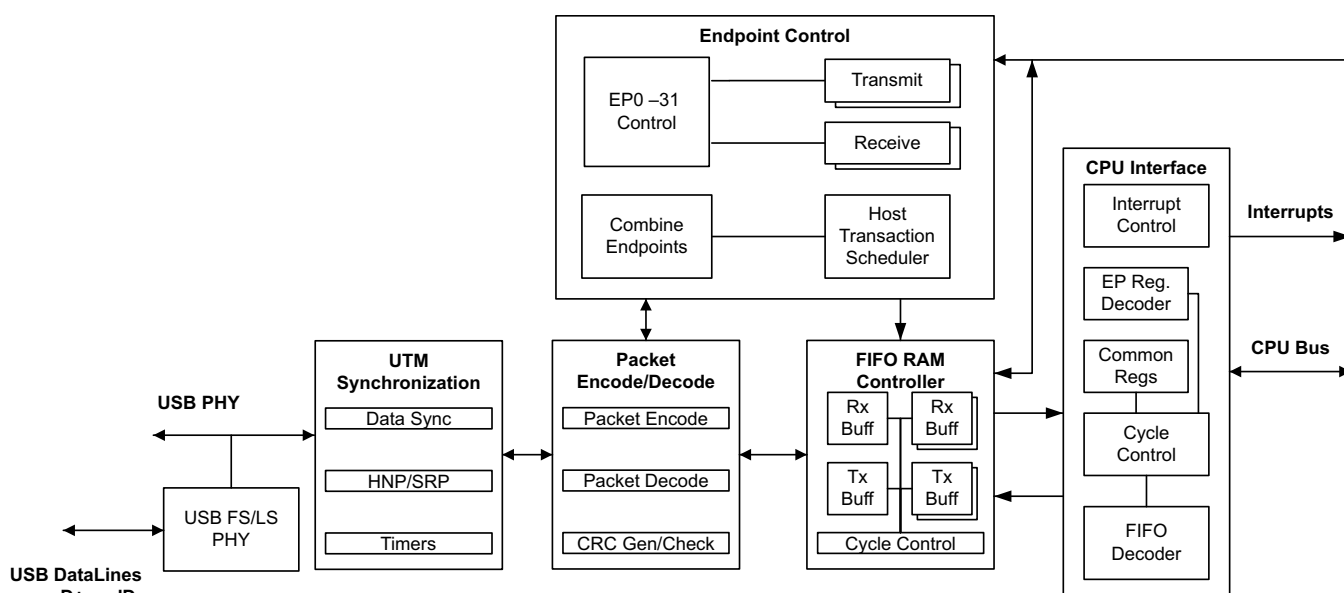 Endpoint Control
EP0 –31
Control
Transmit
Receive
Combine
Endpoints
Host
Transaction
Scheduler
CPU Interface
Interrupt
Control
Interrupts
EP Reg.
Decoder
Common
Regs
CPU Bus
Cycle
Control
FIFO
Decoder
UTM
Synchronization
Data Sync
HNP/SRP
Timers
Packet
Encode/Decode
Packet Encode
Packet Decode
CRC Gen/Check
FIFO RAM
Controller
Rx
Buff
Rx
Buff
Tx
Buff
Tx
Buff
Cycle Control
USB PHY
USB FS/LS
PHY
USB DataLines